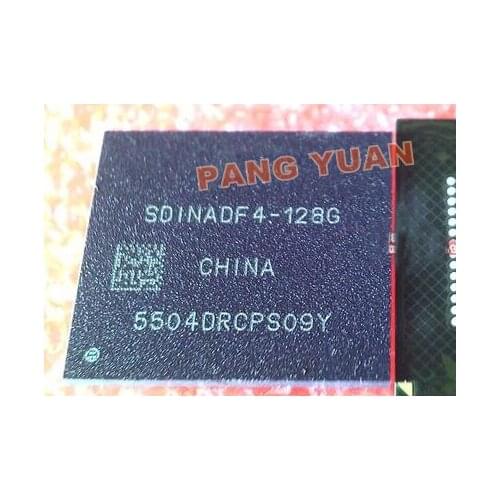 PANG YUAN
SDINADF4-128G
CHINA
5504DRCPS09Y